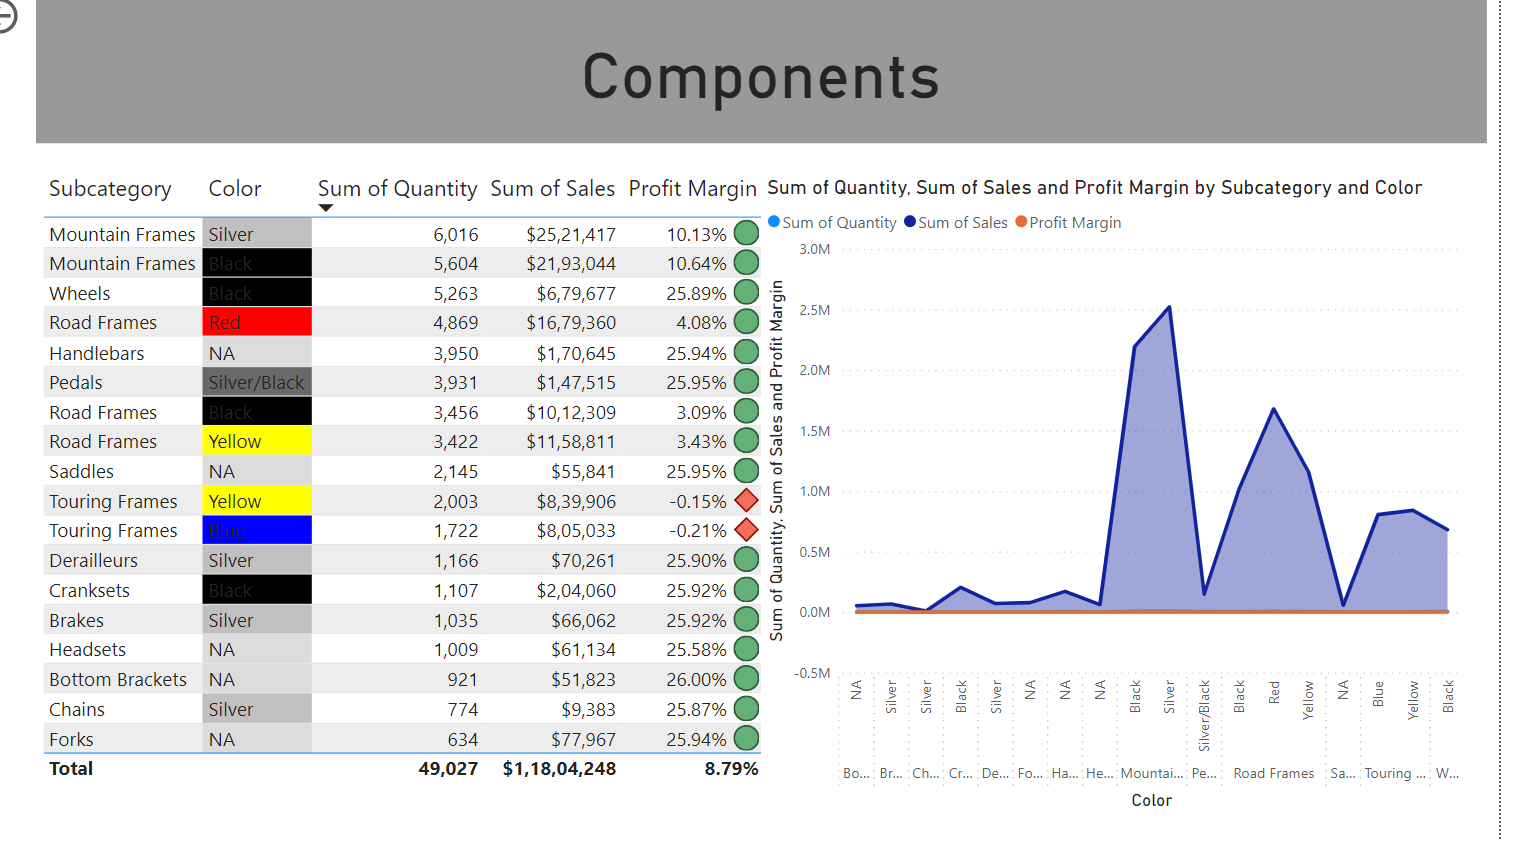 Components
Subcategory Color Sum of Quantity Sum of Sales Profit Margin
Mountain Frames Silver 6,016 $25,21,417 10.13%
Mountain Frames Black 5,604 $21,93,044 10.64%
Wheels Black 5,263 $6,79,677 25.89%
Road Frames Red 4,869 $16,79,360 4.08%
Handlebars NA 3,950 $1,70,645 25.94%
Pedals Silver/Black 3,931 $1,47,515 25.95%
Road Frames Black 3,456 $10,12,309 3.09%
Road Frames Yellow 3,422 $11,58,811 3.43%
Saddles NA 2,145 $55,841 25.95%
Touring Frames Yellow 2,003 $8,39,906 -0.15%
Touring Frames Blue 1,722 $8,05,033 -0.21%
Derailleurs Silver 1,166 $70,261 25.90%
Cranksets Black 1,107 $2,04,060 25.92%
Brakes Silver 1,035 $66,062 25.92%
Headsets NA 1,009 $61,134 25.58%
Bottom Brackets NA 921 $51,823 26.00%
Chains Silver 774 $9,383 25.87%
Forks NA 634 $77,967 25.94%
Total 49,027 $1,18,04,248 8.79%
Sum of Quantity, Sum of Sales and Profit Margin by Subcategory and Color
Sum of Quantity Sum of Sales Profit Margin
Sum of Quantity, Sum of Sales and Profit Margin
3.0M
2.5M
2.0M
1.5M
1.0M
0.5M
0.0M
-0.5M
NA Silver Silver Black Silver NA NA NA Black Silver Silver/Black Black Red Yellow NA Blue Yellow Black
Bo... Br... Ch... Cr... De... Fo... Ha... He... Mountai... Pe... Road Frames Sa... Touring ... W...
Color